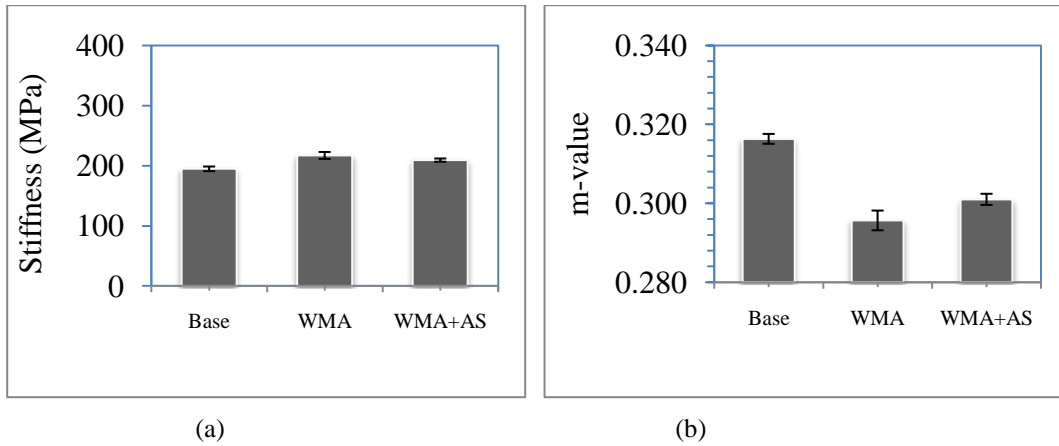 Stiffness (MPa)
400
300
200
100
0
Base WMA WMA+AS
(a)
m-value
0.340
0.320
0.300
0.280
Base WMA WMA+AS
(b)